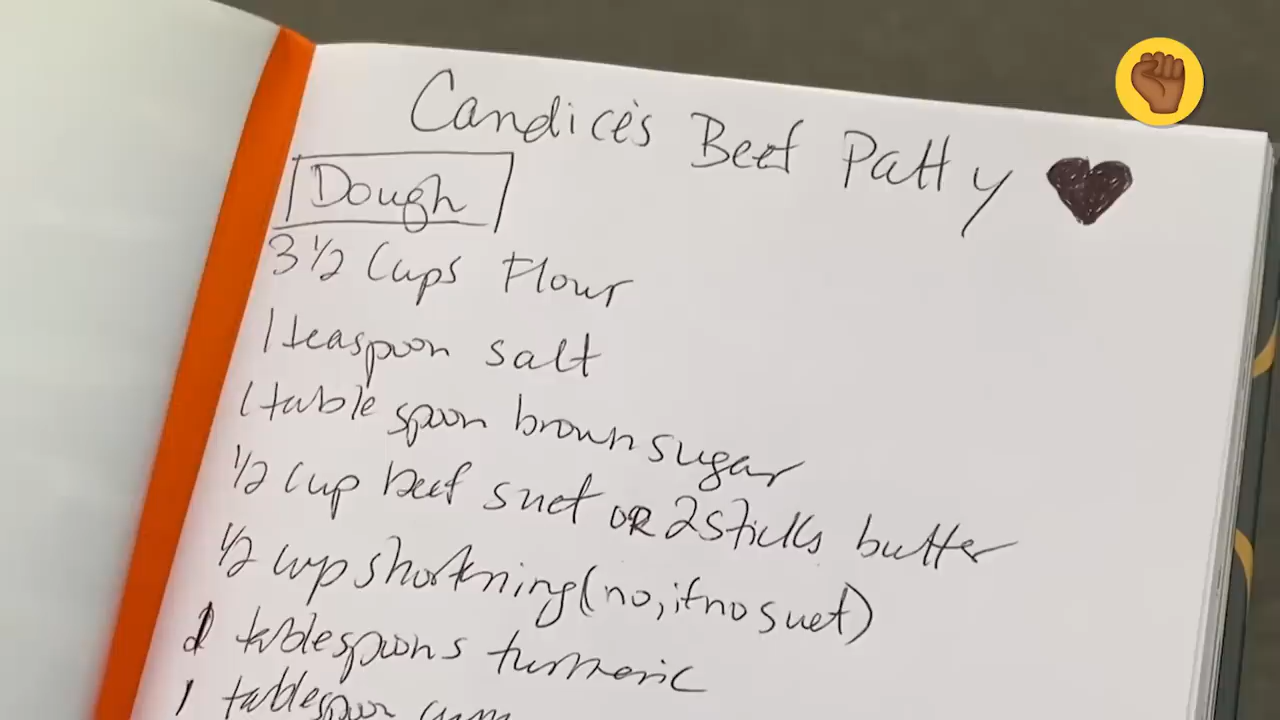 Candice's Beef Patty
Dough
3 1/2 Cups Flour
1 teaspoon salt
1 table spoon brown sugar
1/2 cup beef suet OR 2 sticks butter
1/2 cup shortning (no, if no suet)
tablespoons turmeric
1 tablespoon